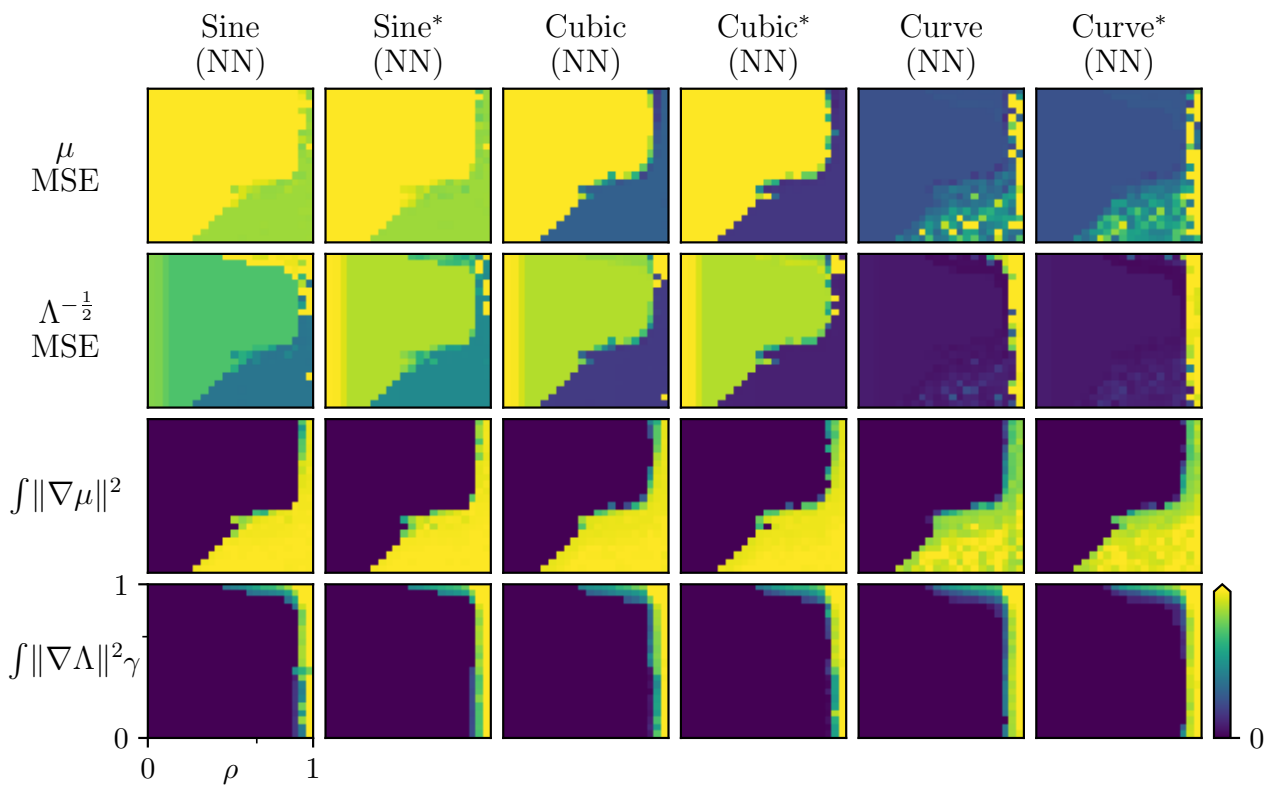 Sine Sine* Cubic Cubic* Curve Curve*
(NN) (NN) (NN) (NN) (NN) (NN)
μ
MSE
Λ^{-\frac{1}{2}}
MSE
∫‖∇μ‖²
1
∫‖∇Λ‖²γ
0 0
0 ρ 1